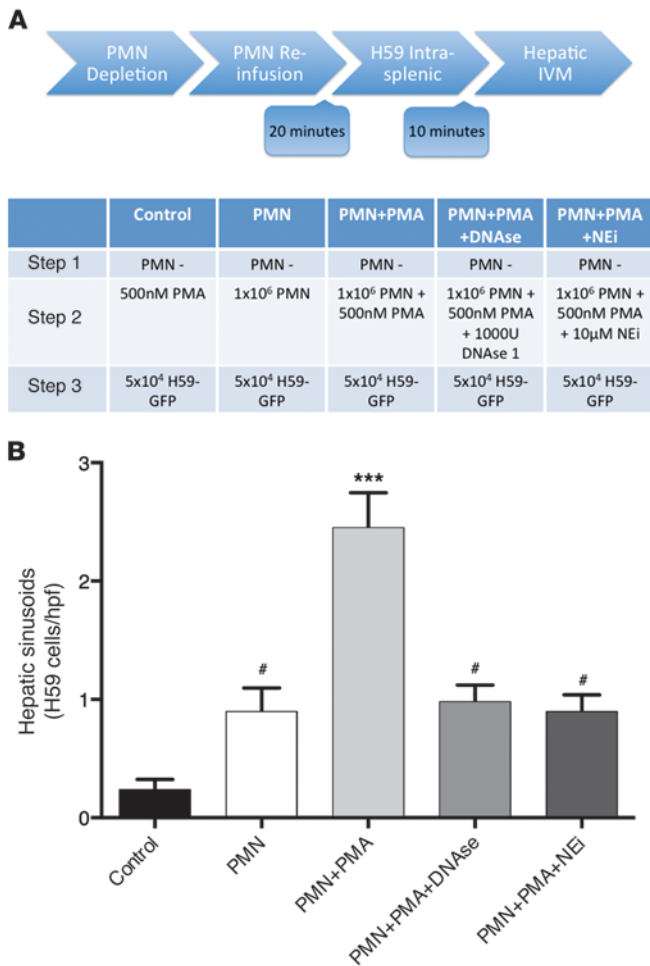 A
PMN Depletion
PMN Re-infusion
H59 Intra-splenic
Hepatic IVM
20 minutes
10 minutes
Control PMN PMN+PMA PMN+PMA +DNAse PMN+PMA +NEi
Step 1 PMN - PMN - PMN - PMN - PMN -
Step 2 500nM PMA 1x10⁶ PMN 1x10⁶ PMN + 500nM PMA 1x10⁶ PMN + 500nM PMA + 1000U DNAse 1 1x10⁶ PMN + 500nM PMA + 10µM NEi
Step 3 5x10⁴ H59-GFP 5x10⁴ H59-GFP 5x10⁴ H59-GFP 5x10⁴ H59-GFP 5x10⁴ H59-GFP
B
Hepatic sinusoids
(H59 cells/hpf)
3
2
1
0
#
***
#
#
Control
PMN
PMN+PMA
PMN+PMA+DNAse
PMN+PMA+NEi